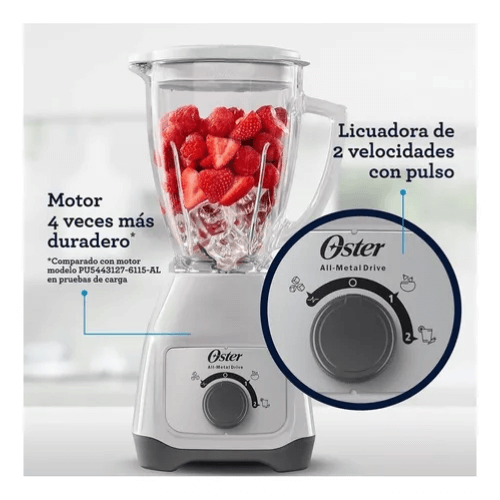 Licuadora de
2 velocidades
con pulso
Motor
4 veces más
duradero*
*Comparado con motor
modelo PU5443127-6115-AL
en pruebas de carga
Oster
All-Metal Drive
O
1
2
Oster
All-Metal Drive